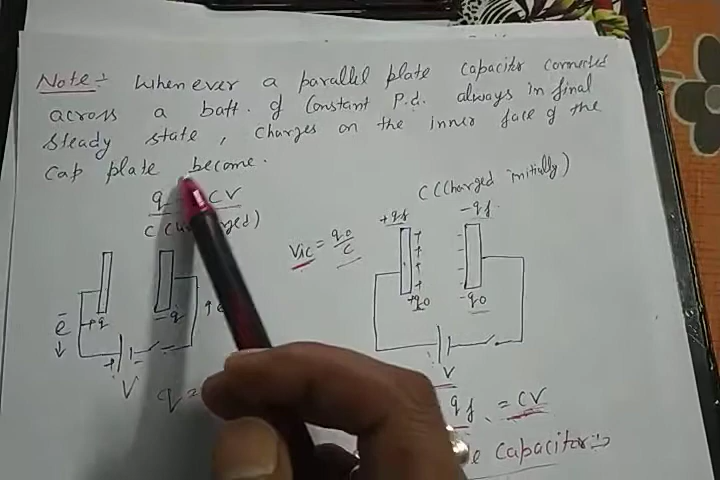 Note:- Whenever a parallel plate Capacitor connected
across a batt. of Constant P.d. always in final
Steady state, Charges on the inner face of the
Cap plate become.
q = CV
C (Charged initially)
+qf
-qf
Vic = q0/C
+q0
-q0
+q
-q
e
+
-
V
V
q =
qf = CV
e Capacitor:-